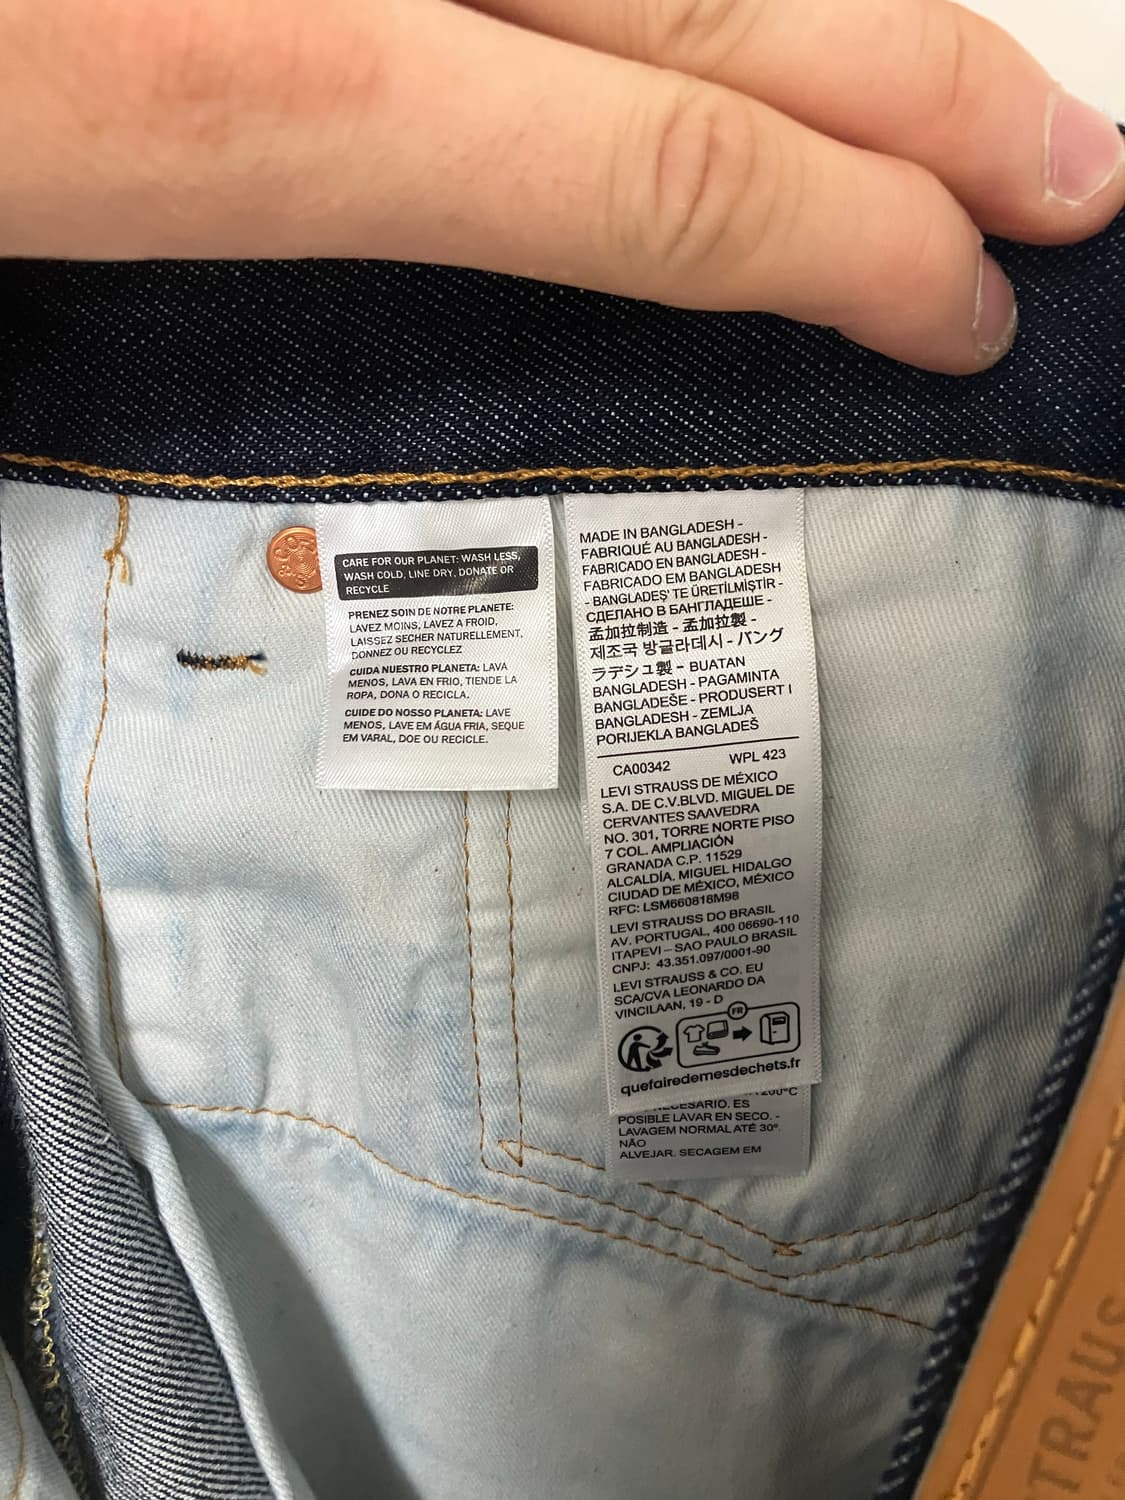 CARE FOR OUR PLANET: WASH LESS,
WASH COLD, LINE DRY, DONATE OR
RECYCLE
PRENEZ SOIN DE NOTRE PLANETE:
LAVEZ MOINS, LAVEZ A FROID,
LAISSEZ SECHER NATURELLEMENT,
DONNEZ OU RECYCLEZ
CUIDA NUESTRO PLANETA: LAVA
MENOS, LAVA EN FRIO, TIENDE LA
ROPA, DONA O RECICLA.
CUIDE DO NOSSO PLANETA: LAVE
MENOS, LAVE EM ÁGUA FRIA, SEQUE
EM VARAL, DOE OU RECICLE.
MADE IN BANGLADESH -
FABRIQUÉ AU BANGLADESH -
FABRICADO EN BANGLADESH -
FABRICADO EM BANGLADESH
- BANGLADEŞ' TE ÜRETİLMİŞTİR -
СДЕЛАНО В БАНГЛАДЕШЕ -
孟加拉制造 - 孟加拉製 -
제조국 방글라데시 - バング
ラデシュ製 - BUATAN
BANGLADESH - PAGAMINTA
BANGLADEŠE - PRODUSERT I
BANGLADESH - ZEMLJA
PORIJEKLA BANGLADEŠ
CA00342 WPL 423
LEVI STRAUSS DE MÉXICO
S.A. DE C.V.BLVD. MIGUEL DE
CERVANTES SAAVEDRA
NO. 301, TORRE NORTE PISO
7 COL. AMPLIACIÓN
GRANADA C.P. 11529
ALCALDÍA. MIGUEL HIDALGO
CIUDAD DE MÉXICO, MÉXICO
RFC: LSM660818M98
LEVI STRAUSS DO BRASIL
AV. PORTUGAL, 400 06690-110
ITAPEVI – SAO PAULO BRASIL
CNPJ: 43.351.097/0001-90
LEVI STRAUSS & CO. EU
SCA/CVA LEONARDO DA
VINCILAAN, 19 - D
FR
quefairedemesdechets.fr
NECESARIO. ES
POSIBLE LAVAR EN SECO. -
LAVAGEM NORMAL ATÉ 30º.
NÃO
ALVEJAR. SECAGEM EM
TRAUS